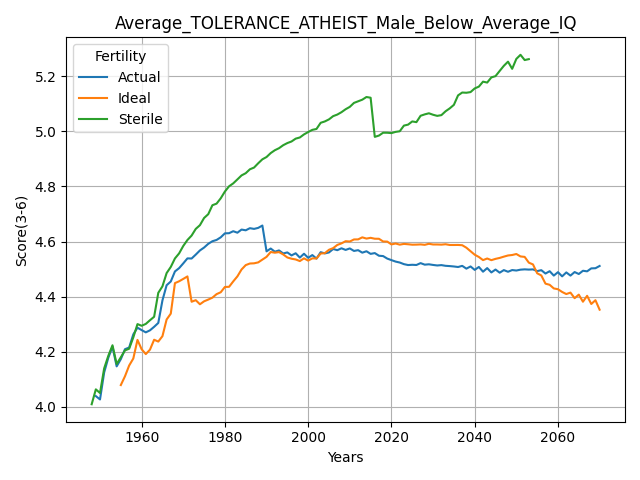 Average_TOLERANCE_ATHEIST_Male_Below_Average_IQ
Fertility
Actual
Ideal
Sterile
Score(3-6)
5.2
5.0
4.8
4.6
4.4
4.2
4.0
1960 1980 2000 2020 2040 2060
Years